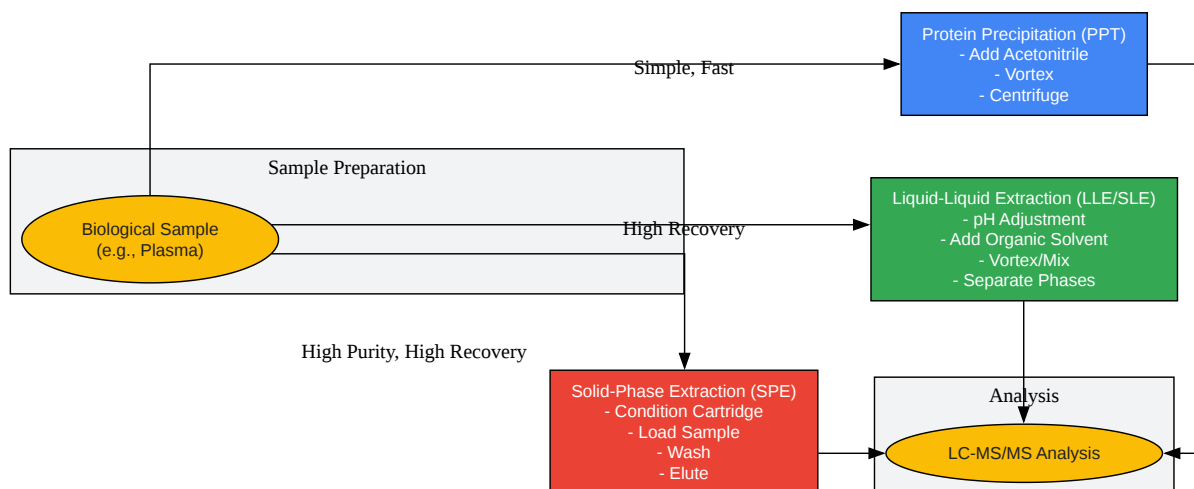 Protein Precipitation (PPT)
- Add Acetonitrile
- Vortex
- Centrifuge
Simple, Fast
Sample Preparation
Biological Sample
(e.g., Plasma)
High Recovery
Liquid-Liquid Extraction (LLE/SLE)
- pH Adjustment
- Add Organic Solvent
- Vortex/Mix
- Separate Phases
High Purity, High Recovery
Solid-Phase Extraction (SPE)
- Condition Cartridge
- Load Sample
- Wash
- Elute
Analysis
LC-MS/MS Analysis